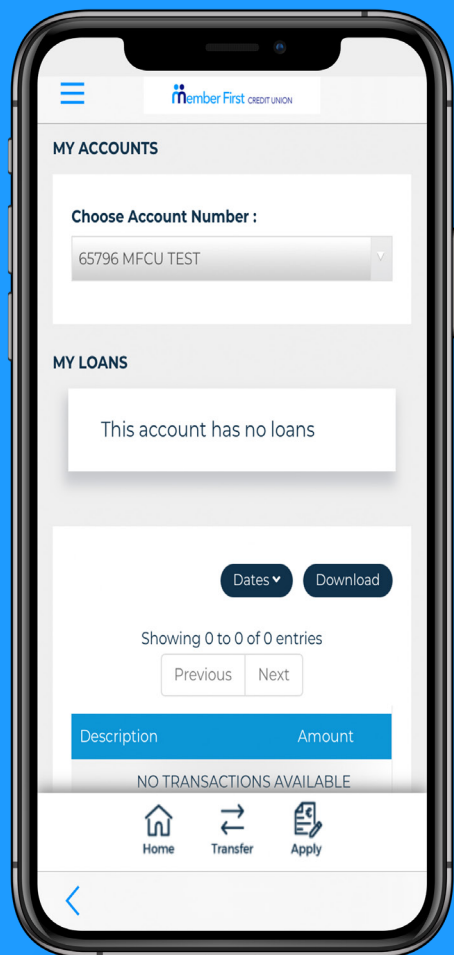 Member First CREDIT UNION
MY ACCOUNTS
Choose Account Number :
65796 MFCU TEST
MY LOANS
This account has no loans
Dates Download
Showing 0 to 0 of 0 entries
Previous Next
Description Amount
NO TRANSACTIONS AVAILABLE
Home Transfer Apply